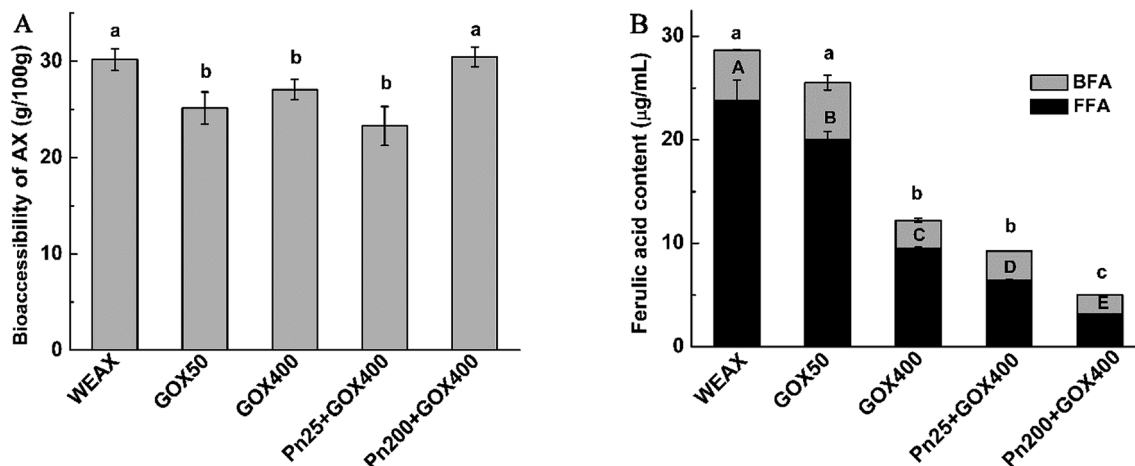 A
Bioaccessibility of AX (g/100g)
30
20
10
0
a
b
b
b
a
WEAX
GOX50
GOX400
Pn25+GOX400
Pn200+GOX400
B
Ferulic acid content (µg/mL)
30
20
10
0
a
a
b
b
c
A
B
C
D
E
BFA
FFA
WEAX
GOX50
GOX400
Pn25+GOX400
Pn200+GOX400